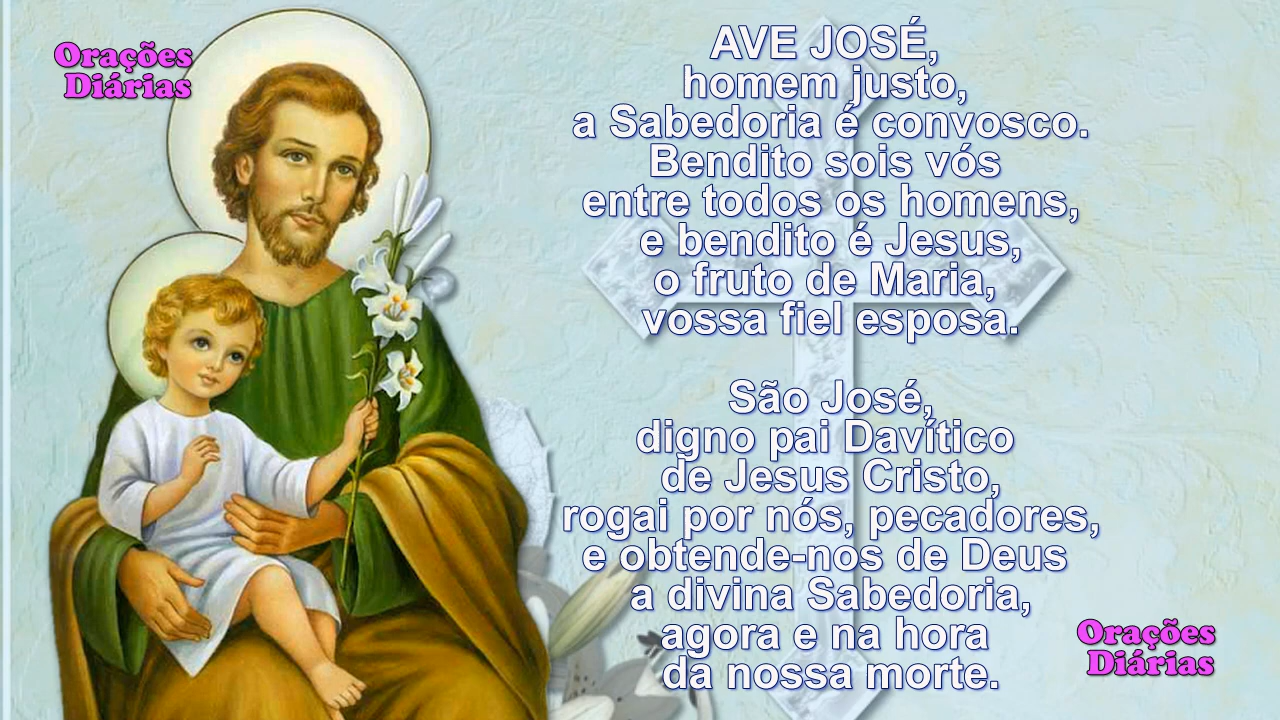 Orações
Diárias
AVE JOSÉ,
homem justo,
a Sabedoria é convosco.
Bendito sois vós
entre todos os homens,
e bendito é Jesus,
o fruto de Maria,
vossa fiel esposa.
São José,
digno pai Davítico
de Jesus Cristo,
rogai por nós, pecadores,
e obtende-nos de Deus
a divina Sabedoria,
agora e na hora
da nossa morte.
Orações
Diárias